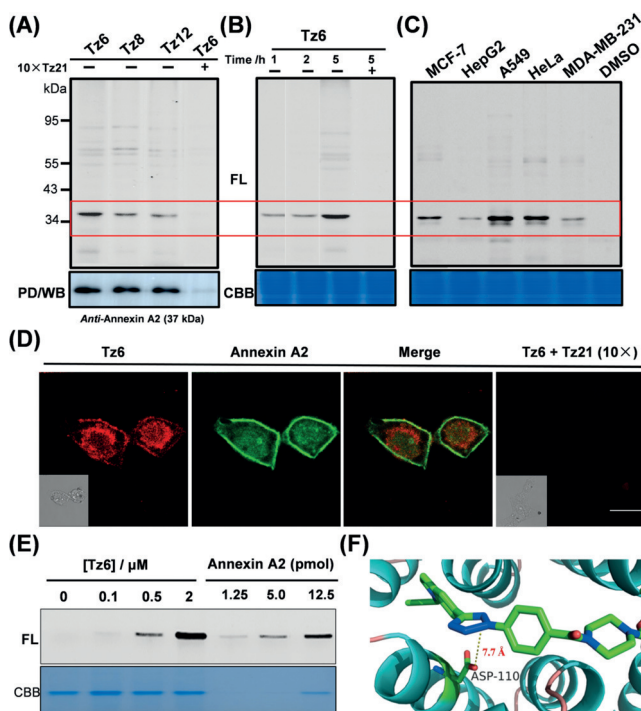 (A)
Tz6 Tz8 Tz12 Tz6
10×Tz21 − − − +
kDa
95
55
43
34
PD/WB
Anti-Annexin A2 (37 kDa)
(B)
Tz6
Time /h 1 2 5 5
− − − +
FL
CBB
(C)
MCF-7 HepG2 A549 HeLa MDA-MB-231 DMSO
(D)
Tz6 Annexin A2 Merge Tz6 + Tz21 (10×)
(E)
[Tz6] / μM Annexin A2 (pmol)
0 0.1 0.5 2 1.25 5.0 12.5
FL
CBB
(F)
7.7 Å
ASP-110